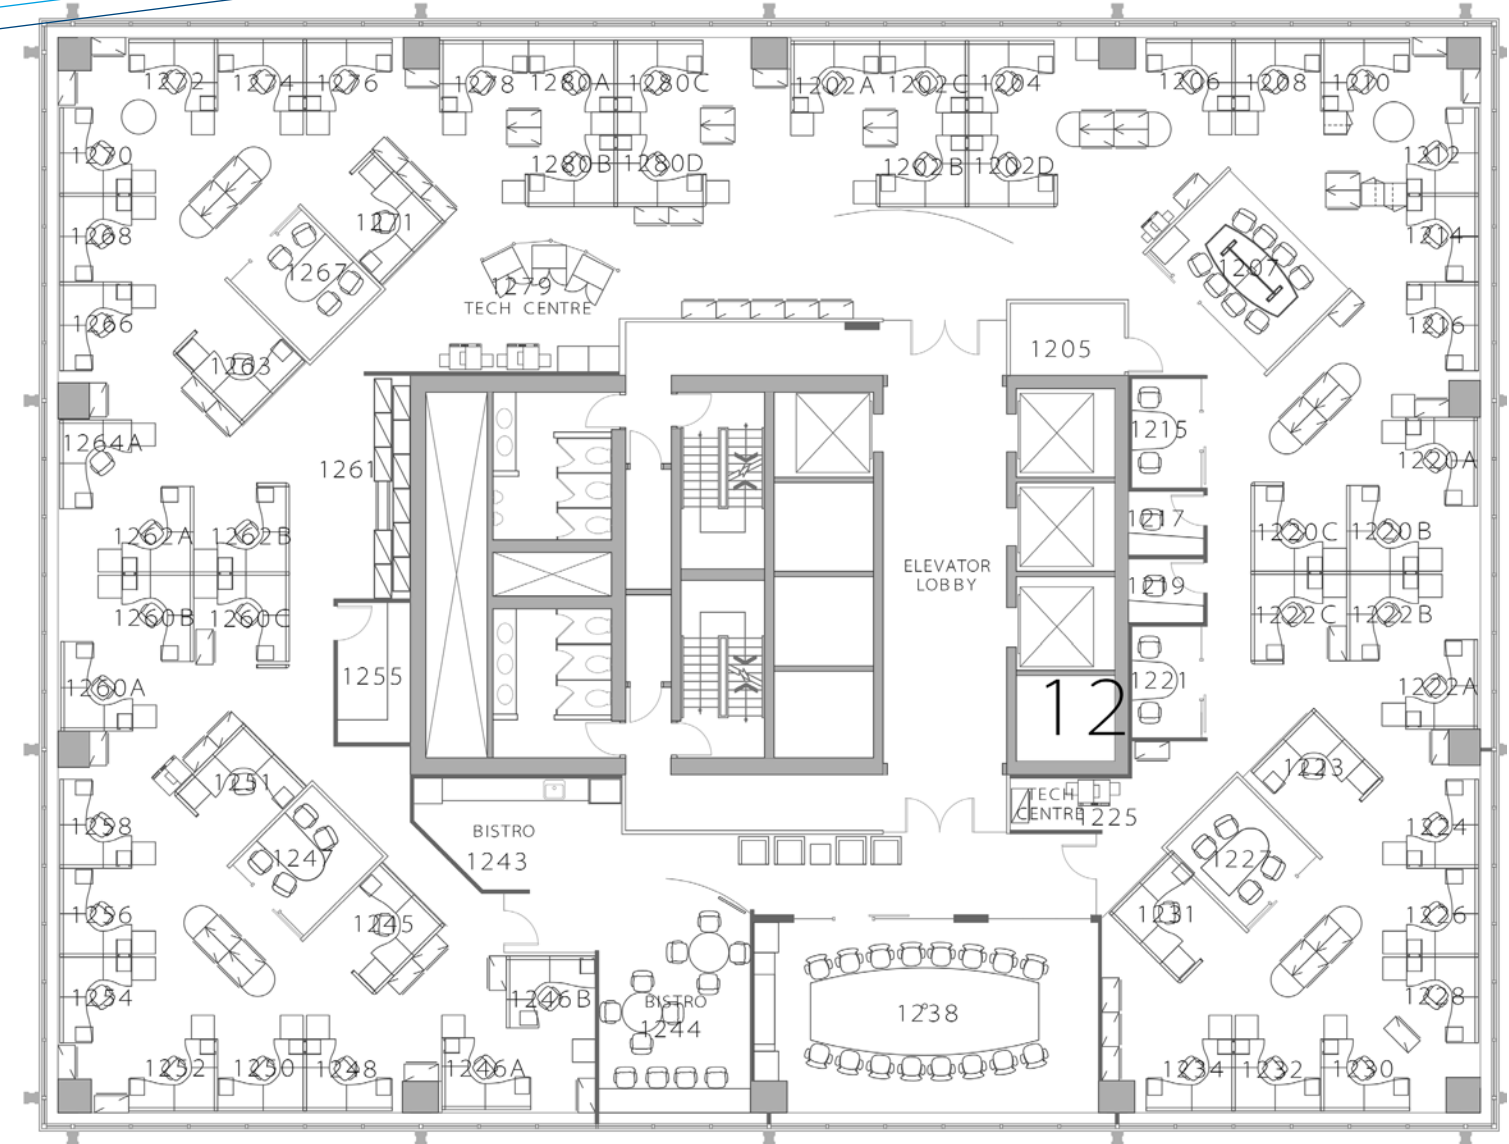 1272 1274 1276 1278 1280A 1280C 1202A 1202C 1204 1206 1208 1210
1270 1280B 1280D 1202B 1202D 1212
1268 1271 1214
1267 1207
1279
TECH CENTRE
1266 1216
1263 1205
1264A 1215
1261 1220A
1262A 1262B 1217 1220C 1220B
ELEVATOR
LOBBY
1219
1260B 1260C 1222C 1222B
1255
1260A 1221 1222A
12
1251 1223
TECH
CENTRE
1225
1258 1224
BISTRO
1243
1247 1227
1256 1245 1231 1226
1254 1246B 1228
BISTRO
1244
1238
1252 1250 1248 1246A 1234 1232 1230